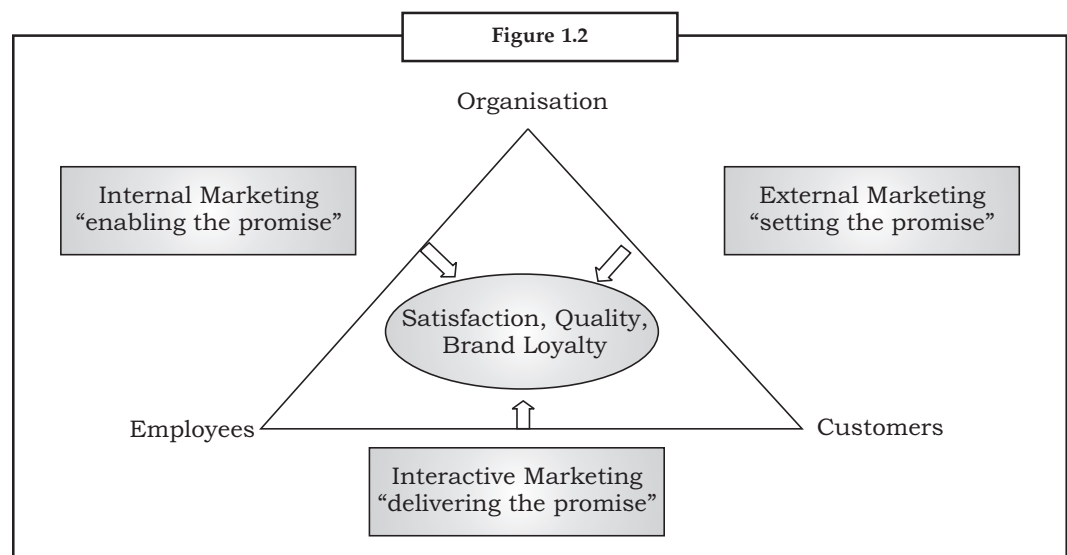 Figure 1.2
Organisation
Internal Marketing
“enabling the promise”
External Marketing
“setting the promise”
Satisfaction, Quality,
Brand Loyalty
Employees
Customers
Interactive Marketing
“delivering the promise”